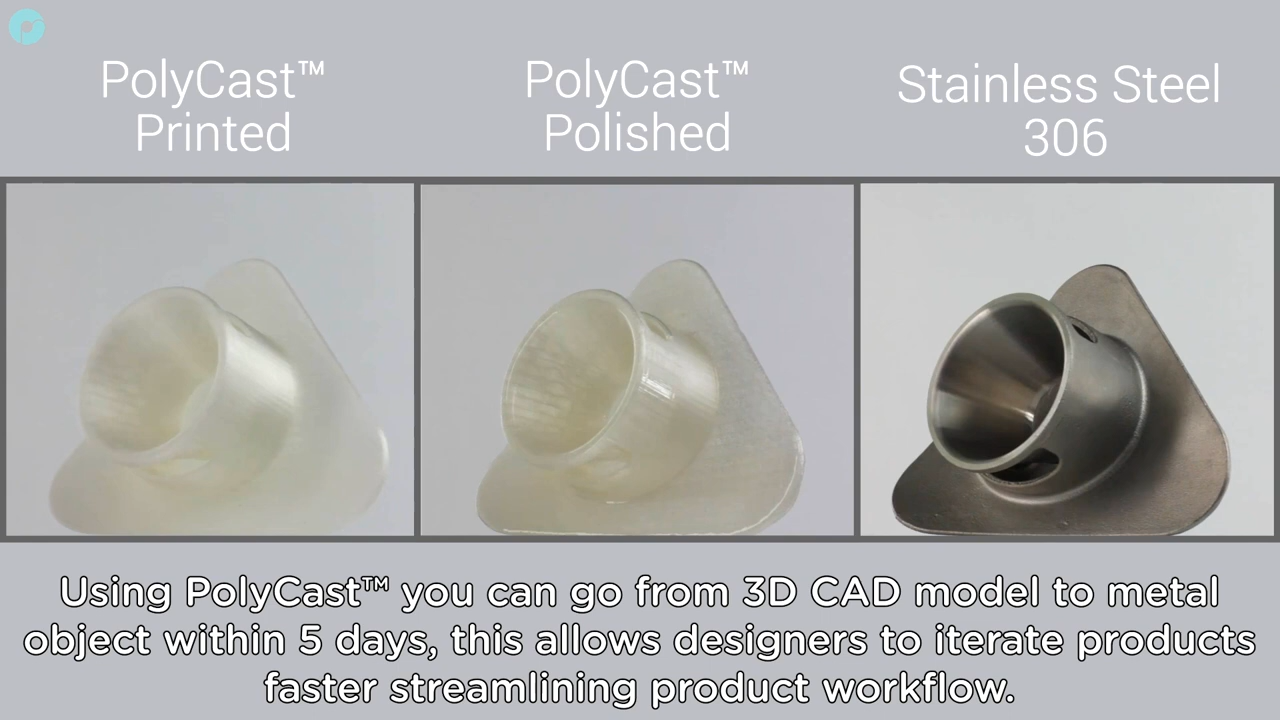 PolyCast™
Printed
PolyCast™
Polished
Stainless Steel
306
Using PolyCast™ you can go from 3D CAD model to metal
object within 5 days, this allows designers to iterate products
faster streamlining product workflow.